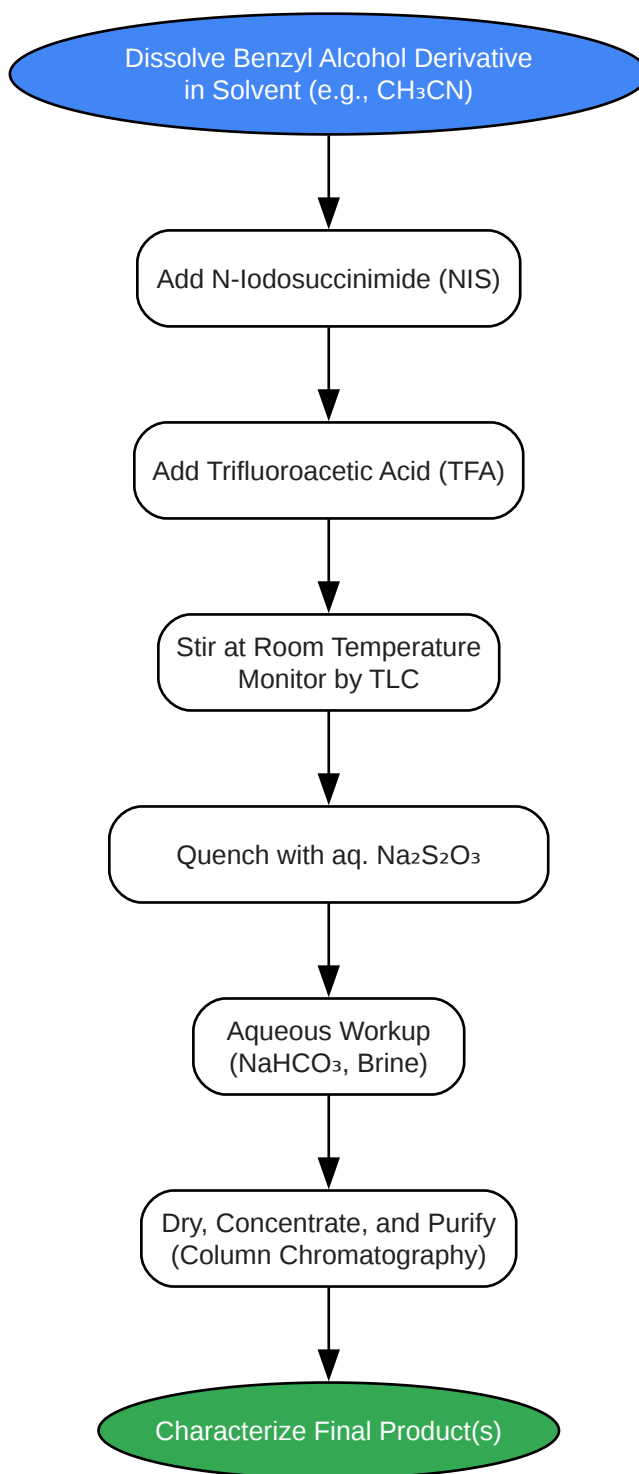 Dissolve Benzyl Alcohol Derivative
in Solvent (e.g., CH₃CN)
Add N-Iodosuccinimide (NIS)
Add Trifluoroacetic Acid (TFA)
Stir at Room Temperature
Monitor by TLC
Quench with aq. Na₂S₂O₃
Aqueous Workup
(NaHCO₃, Brine)
Dry, Concentrate, and Purify
(Column Chromatography)
Characterize Final Product(s)